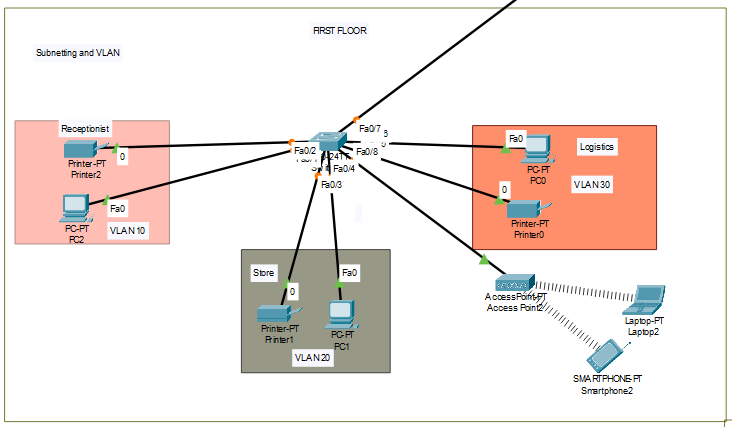 FIRST FLOOR
Subnetting and VLAN
Receptionist
0
Printer-PT
Printer2
Fa0
PC-PT
PC2
VLAN 10
Fa0/7
Fa0/2
Fa0/8
Fa0/4
Fa0/3
Fa0
Logistics
PC-PT
PC0
VLAN 30
0
Printer-PT
Printer0
Store
0
Fa0
Printer-PT
Printer1
PC-PT
PC1
VLAN 20
AccessPoint-PT
Laptop-PT
Laptop2
SMARTPHONE-PT
Smartphone2